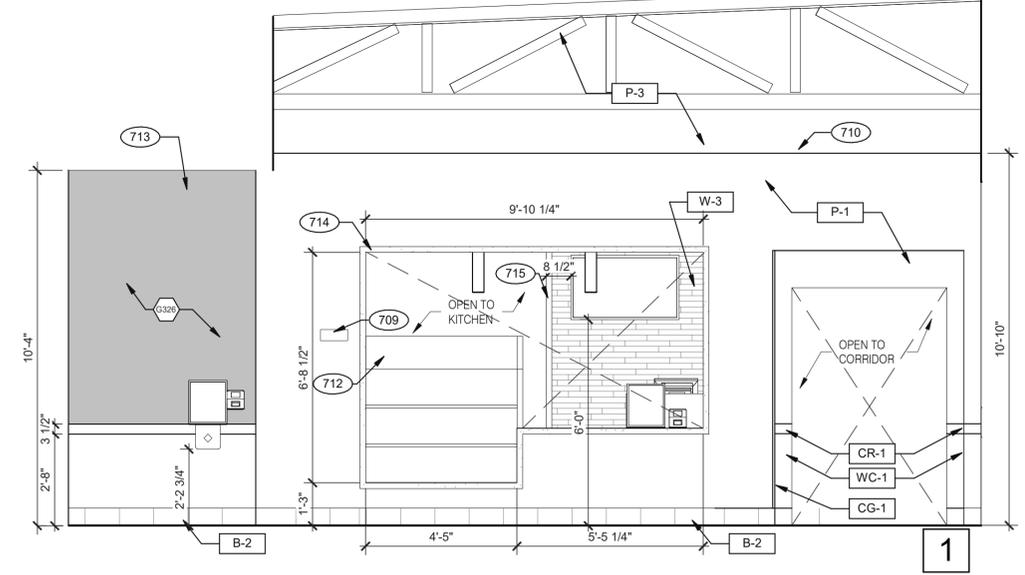 P-3
713
710
9'-10 1/4"
W-3
P-1
714
715
8 1/2"
G326
OPEN TO
KITCHEN
709
10'-4"
10'-10"
6'-8 1/2"
OPEN TO
CORRIDOR
712
6'-0"
3 1/2"
CR-1
2'-8"
2'-2 3/4"
WC-1
1'-3"
CG-1
B-2
4'-5"
5'-5 1/4"
B-2
1